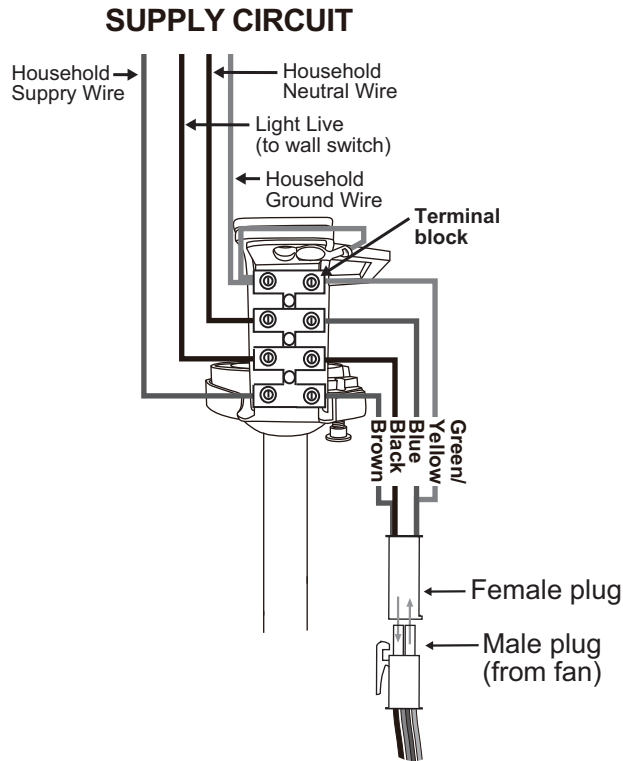 SUPPLY CIRCUIT
Household
Suppry Wire
Household
Neutral Wire
Light Live
(to wall switch)
Household
Ground Wire
Terminal
block
Green/
Yellow
Blue
Black
Brown
Female plug
Male plug
(from fan)